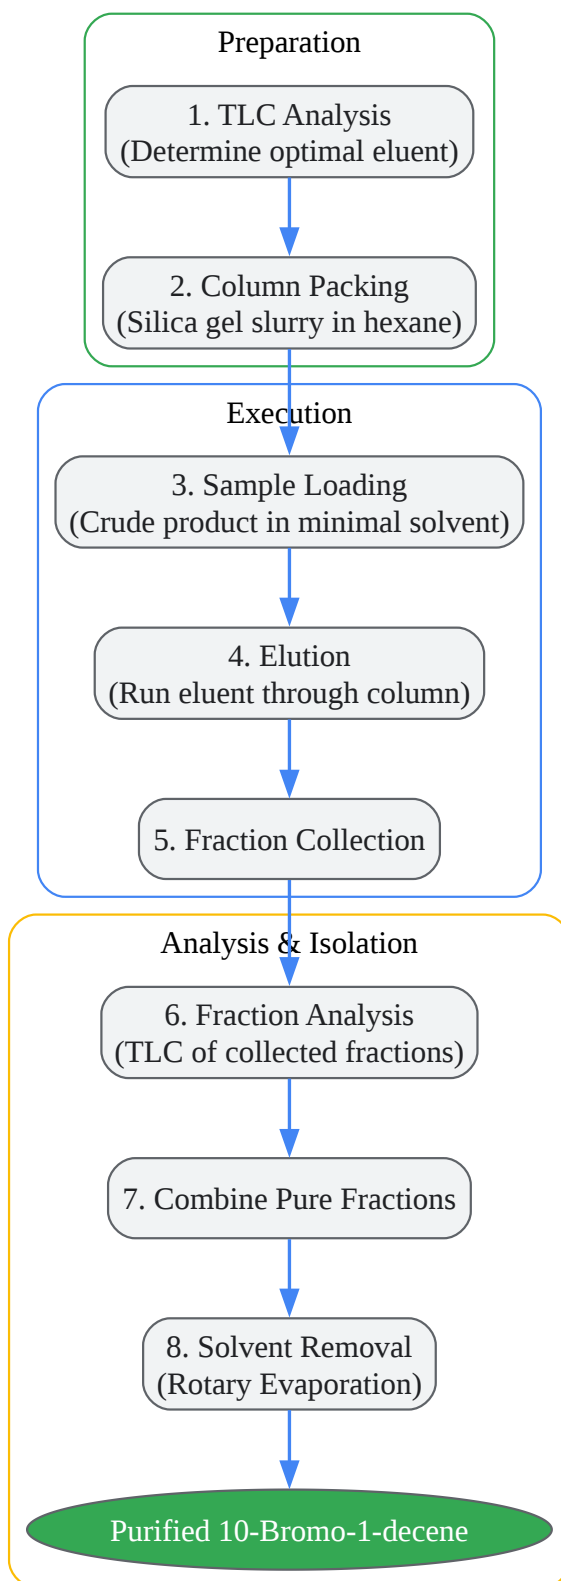 Preparation
1. TLC Analysis
(Determine optimal eluent)
2. Column Packing
(Silica gel slurry in hexane)
Execution
3. Sample Loading
(Crude product in minimal solvent)
4. Elution
(Run eluent through column)
5. Fraction Collection
Analysis & Isolation
6. Fraction Analysis
(TLC of collected fractions)
7. Combine Pure Fractions
8. Solvent Removal
(Rotary Evaporation)
Purified 10-Bromo-1-decene